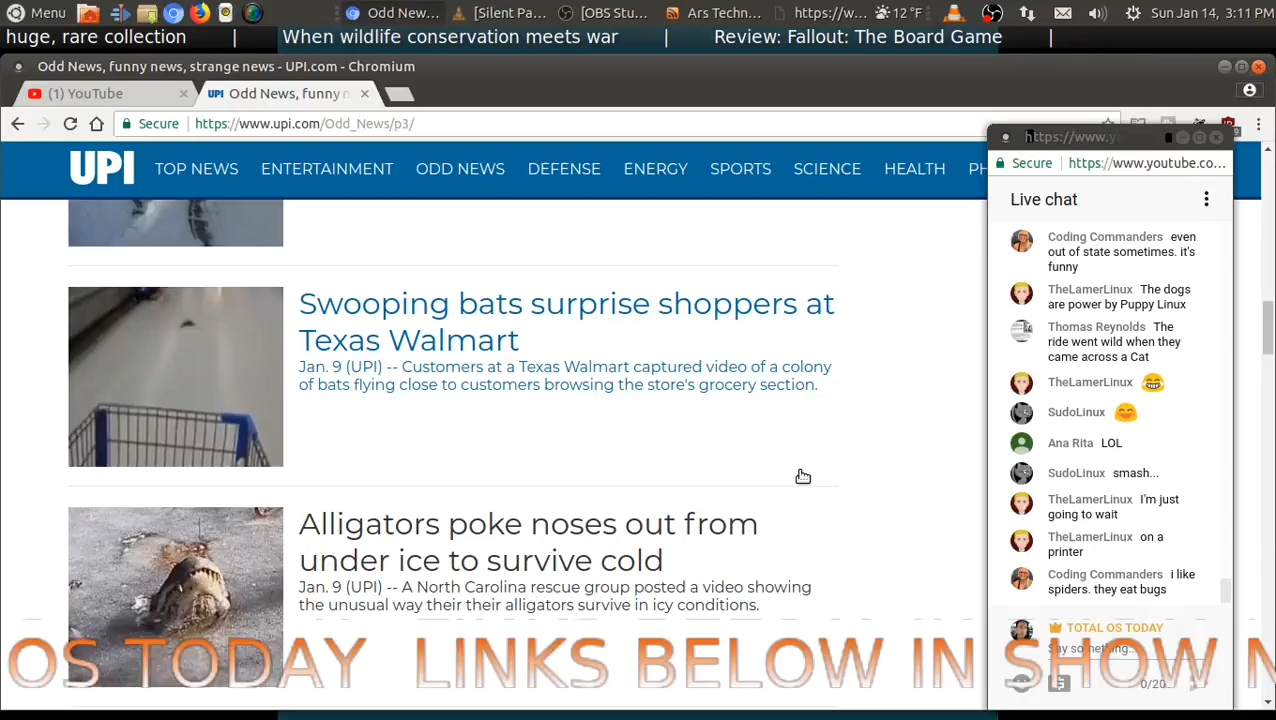 Menu
Odd New...
[Silent Pa...
[OBS Stu...
Ars Techn...
https://w...
12 °F
Sun Jan 14, 3:11 PM
huge, rare collection | When wildlife conservation meets war | Review: Fallout: The Board Game |
Odd News, funny news, strange news - UPI.com - Chromium
(1) YouTube
UPI Odd News, funny n
Secure https://www.upi.com/Odd_News/p3/
UPI TOP NEWS ENTERTAINMENT ODD NEWS DEFENSE ENERGY SPORTS SCIENCE HEALTH PH
Swooping bats surprise shoppers at
Texas Walmart
Jan. 9 (UPI) -- Customers at a Texas Walmart captured video of a colony
of bats flying close to customers browsing the store's grocery section.
Alligators poke noses out from
under ice to survive cold
Jan. 9 (UPI) -- A North Carolina rescue group posted a video showing
the unusual way their their alligators survive in icy conditions.
https://www.y
Secure https://www.youtube.co...
Live chat
Coding Commanders even
out of state sometimes. it's
funny
TheLamerLinux The dogs
are power by Puppy Linux
Thomas Reynolds The
ride went wild when they
came across a Cat
TheLamerLinux 😂
SudoLinux 😊
Ana Rita LOL
SudoLinux smash...
TheLamerLinux I'm just
going to wait
TheLamerLinux on a
printer
Coding Commanders i like
spiders. they eat bugs
TOTAL OS TODAY
Say something...
0/20
OS TODAY LINKS BELOW IN SHOW N